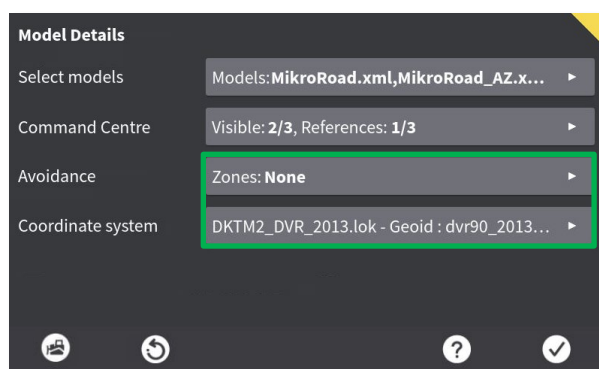 Model Details
Select models Models:MikroRoad.xml,MikroRoad_AZ.x...
Command Centre Visible: 2/3, References: 1/3
Avoidance Zones: None
Coordinate system DKTM2_DVR_2013.lok - Geoid : dvr90_2013...
?